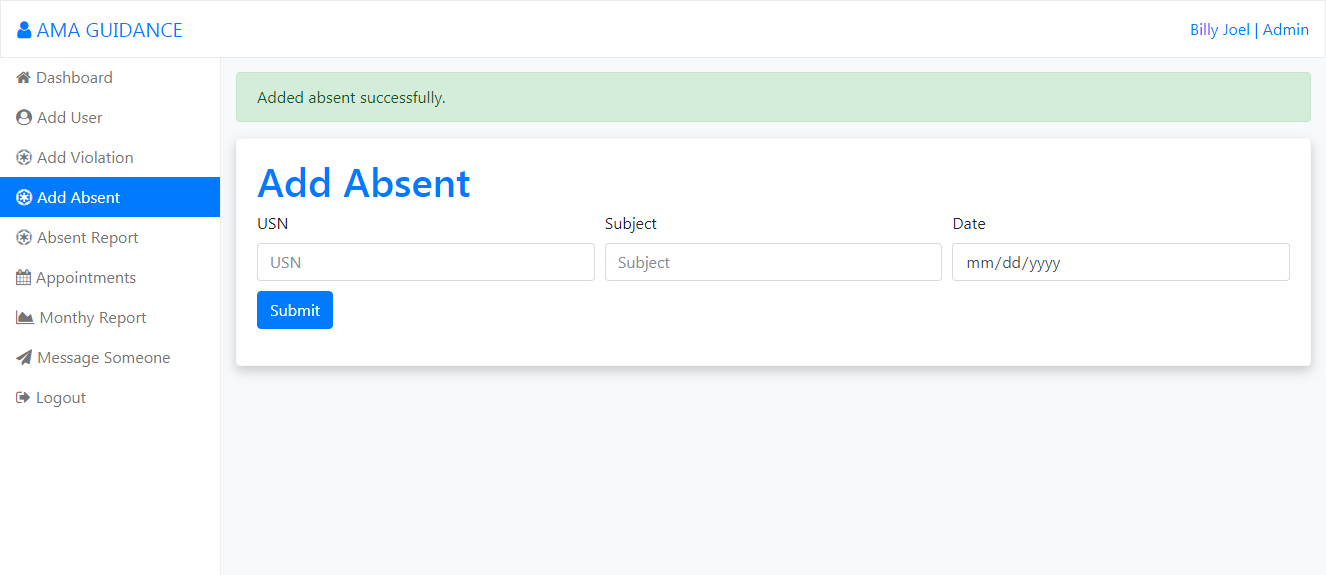 AMA GUIDANCE
Billy Joel | Admin
Dashboard
Add User
Add Violation
Add Absent
Absent Report
Appointments
Monthy Report
Message Someone
Logout
Added absent successfully.
Add Absent
USN
Subject
Date
USN
Subject
mm/dd/yyyy
Submit